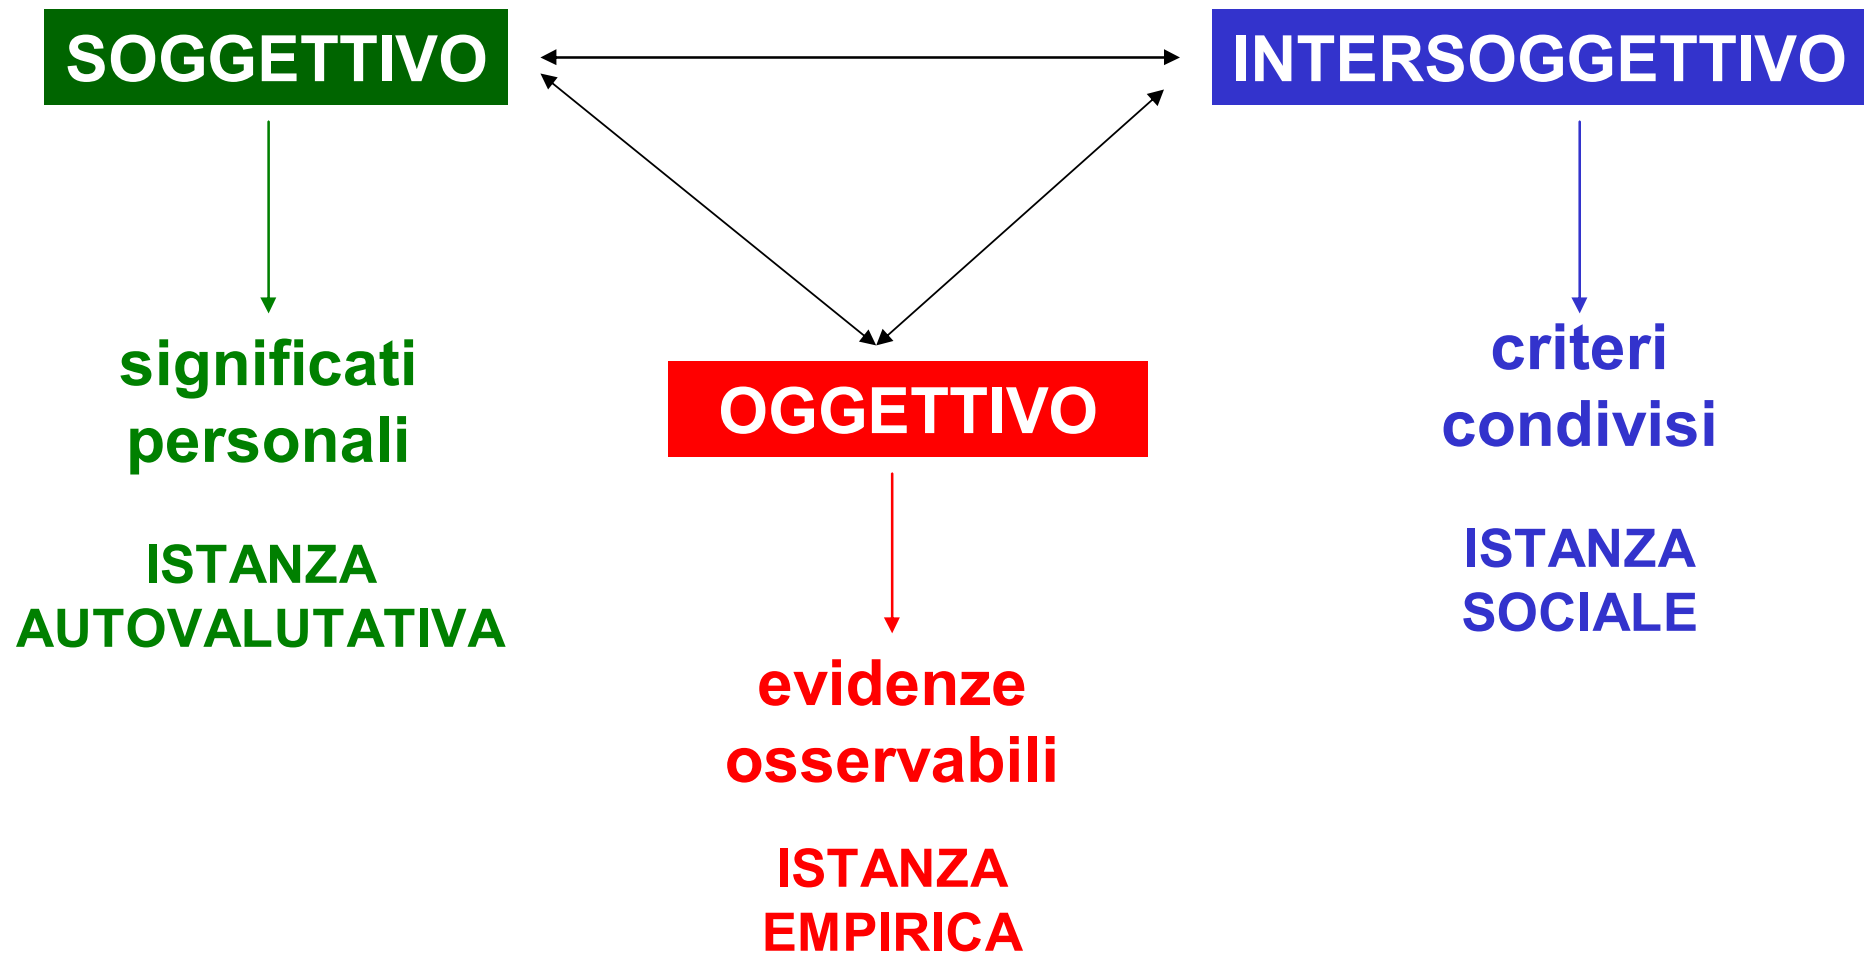 SOGGETTIVO
INTERSOGGETTIVO
significati
personali
ISTANZA
AUTOVALUTATIVA
OGGETTIVO
evidenze
osservabili
ISTANZA
EMPIRICA
criteri
condivisi
ISTANZA
SOCIALE